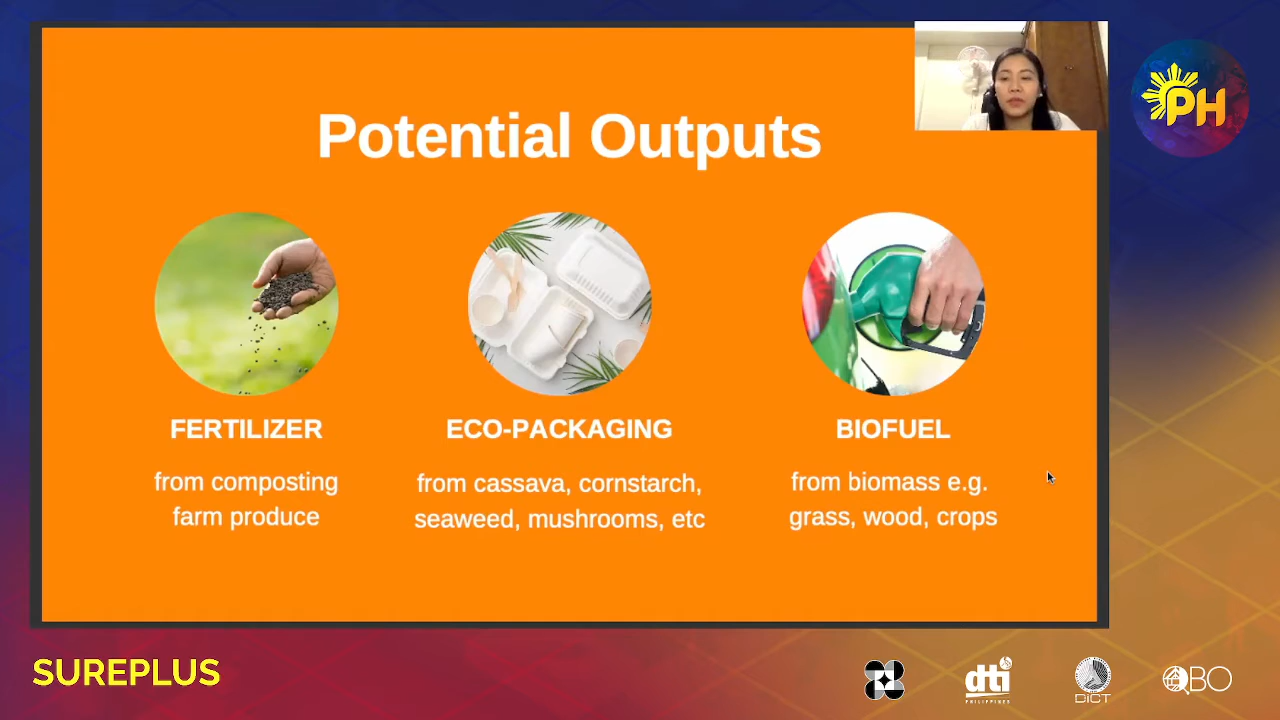 Potential Outputs
PH
FERTILIZER
from composting
farm produce
ECO-PACKAGING
from cassava, cornstarch,
seaweed, mushrooms, etc
BIOFUEL
from biomass e.g.
grass, wood, crops
SUREPLUS
dti
PHILIPPINES
DICT
QBO